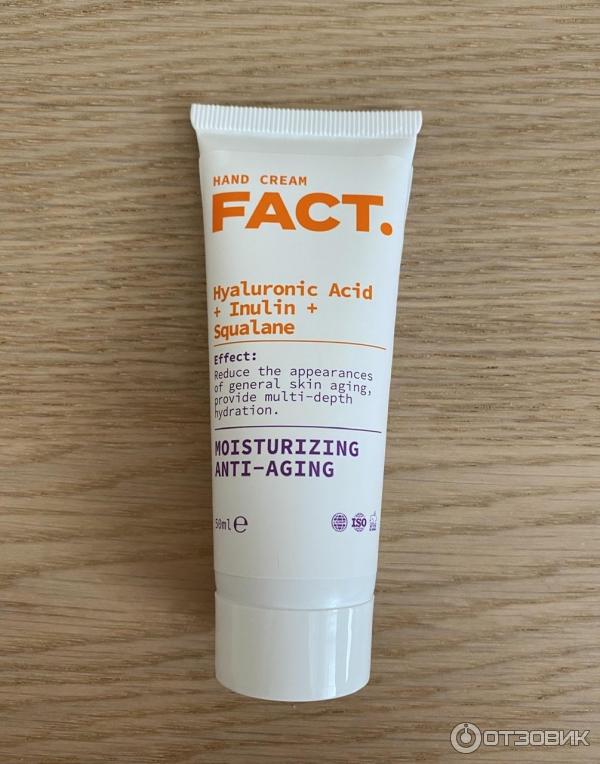 HAND CREAM
FACT.
Hyaluronic Acid
+ Inulin +
Squalane
Effect:
Reduce the appearances
of general skin aging,
provide multi-depth
hydration.
MOISTURIZING
ANTI-AGING
50ml e
ISO
ОТЗОВИК